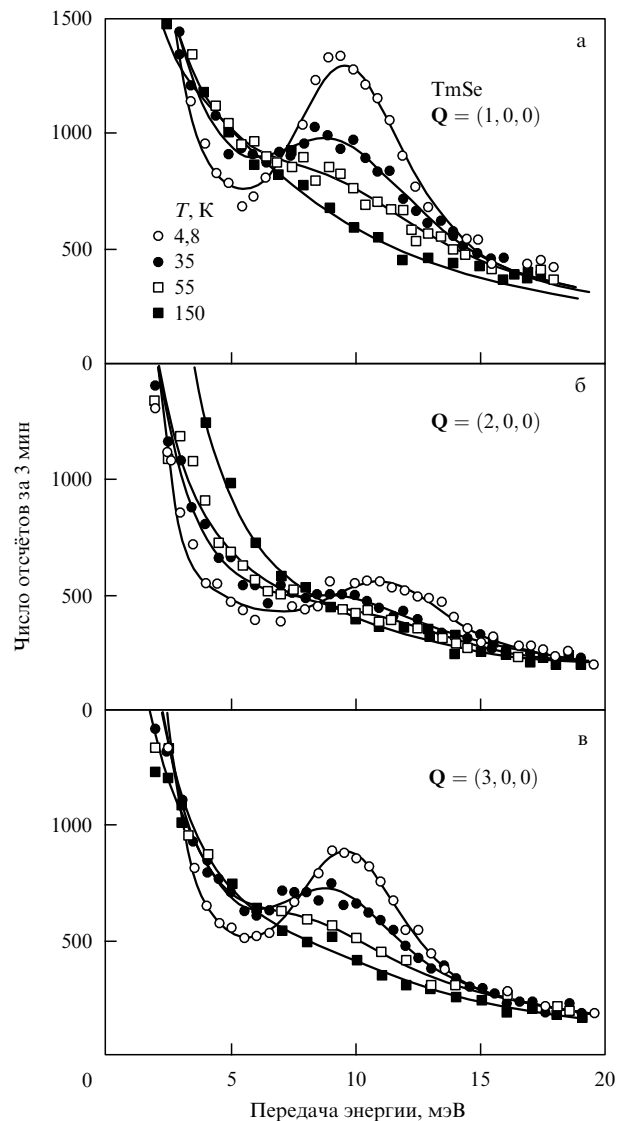 1500
а
TmSe
Q = (1, 0, 0)
1000
T, К
4,8
35
500
55
150
0
б
Q = (2, 0, 0)
1000
Число отсчётов за 3 мин
500
0
в
Q = (3, 0, 0)
1000
500
0
5
10
15
20
Передача энергии, мэВ